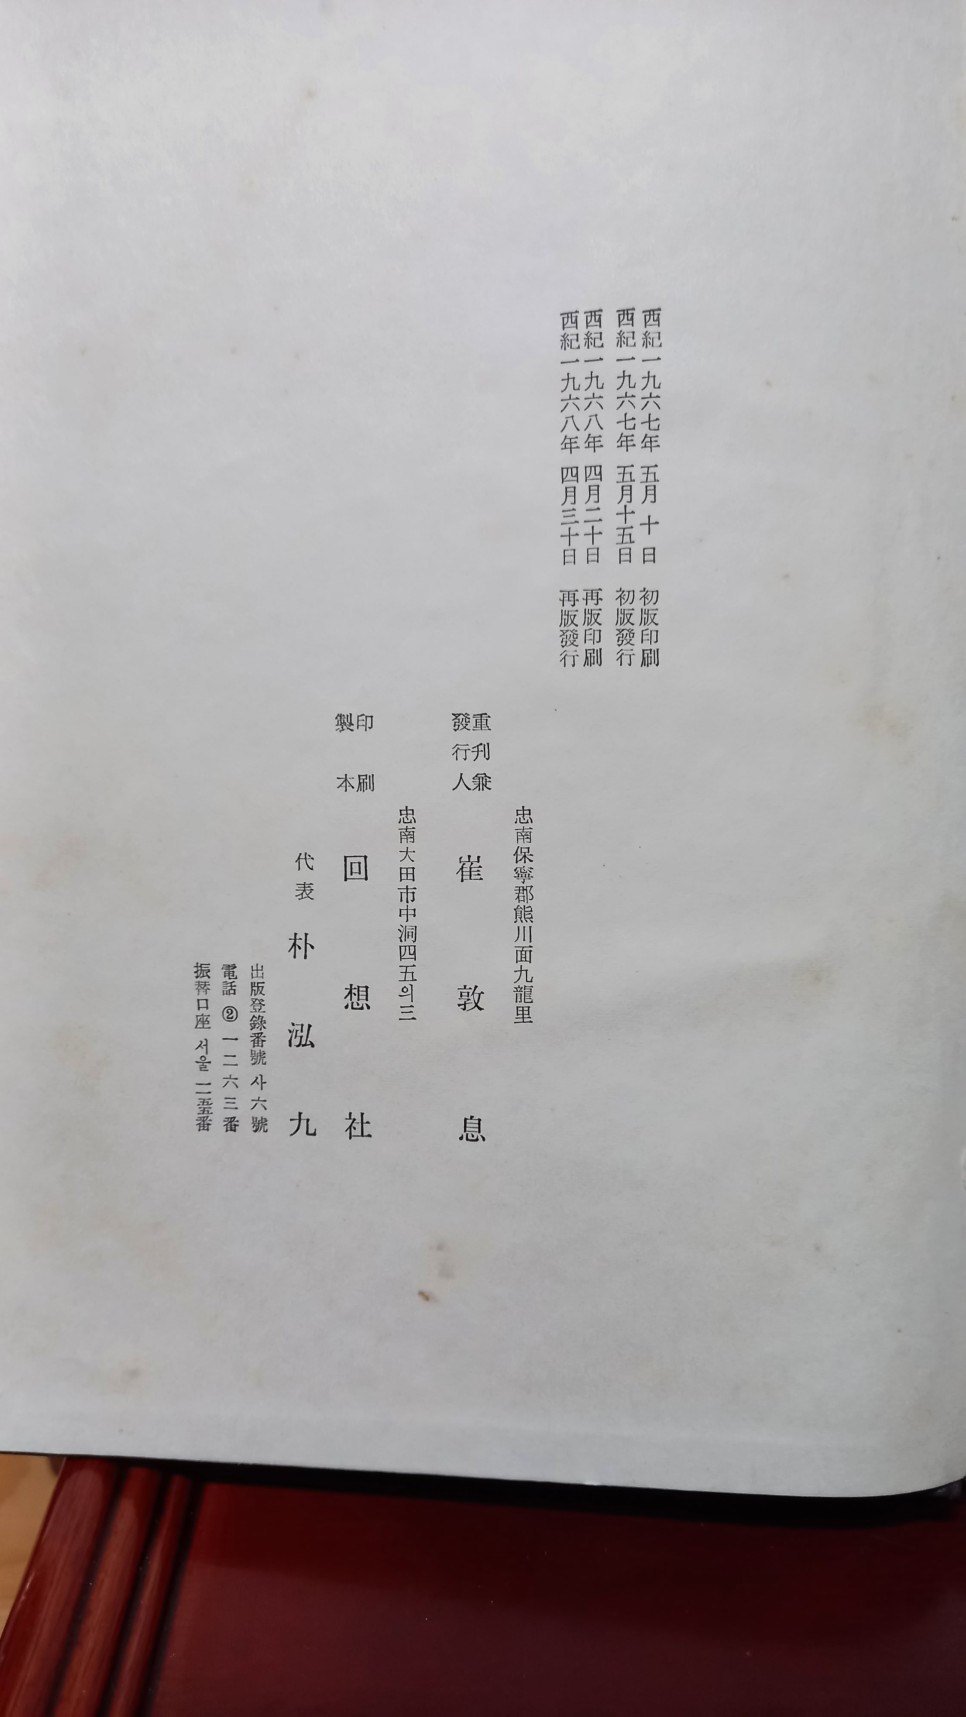 西紀一九六七年 五月 十 日 初版印刷
西紀一九六七年 五月十五日 初版發行
西紀一九六八年 四月二十日 再版印刷
西紀一九六八年 四月三十日 再版發行
忠南保寧郡熊川面九龍里
重刋兼
發行人 崔敦息
忠南大田市中洞四五의三
印刷
製本 回想社
代表 朴泓九
出版登錄番號 사六號
電話 ② 一二六三番
振替口座 서울 一二五五番